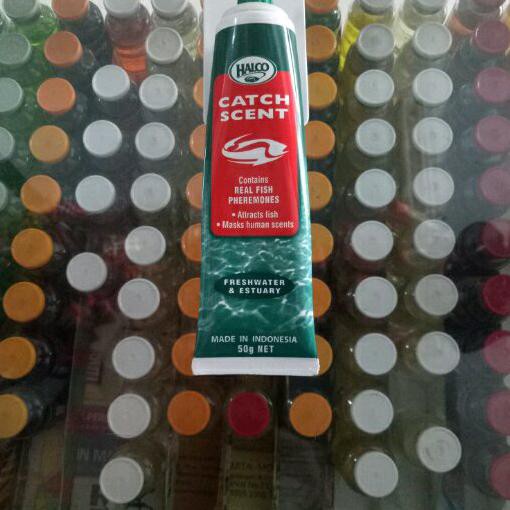 HALCO
CATCH
SCENT
Contains
REAL FISH
PHEREMONES
• Attracts fish
• Masks human scents
FRESHWATER
& ESTUARY
MADE IN INDONESIA
50g NET